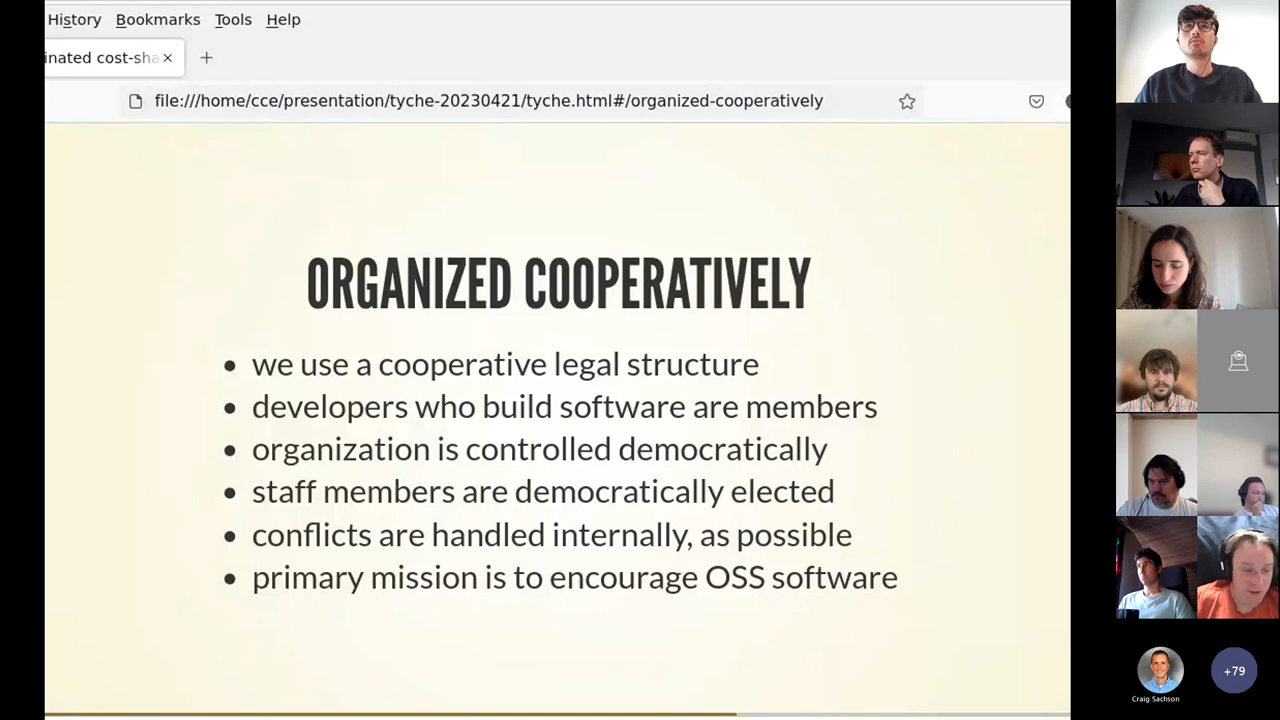 History Bookmarks Tools Help
inated cost-sha
file:///home/cce/presentation/tyche-20230421/tyche.html#/organized-cooperatively
ORGANIZED COOPERATIVELY
• we use a cooperative legal structure
• developers who build software are members
• organization is controlled democratically
• staff members are democratically elected
• conflicts are handled internally, as possible
• primary mission is to encourage OSS software
+79
Craig Sachson